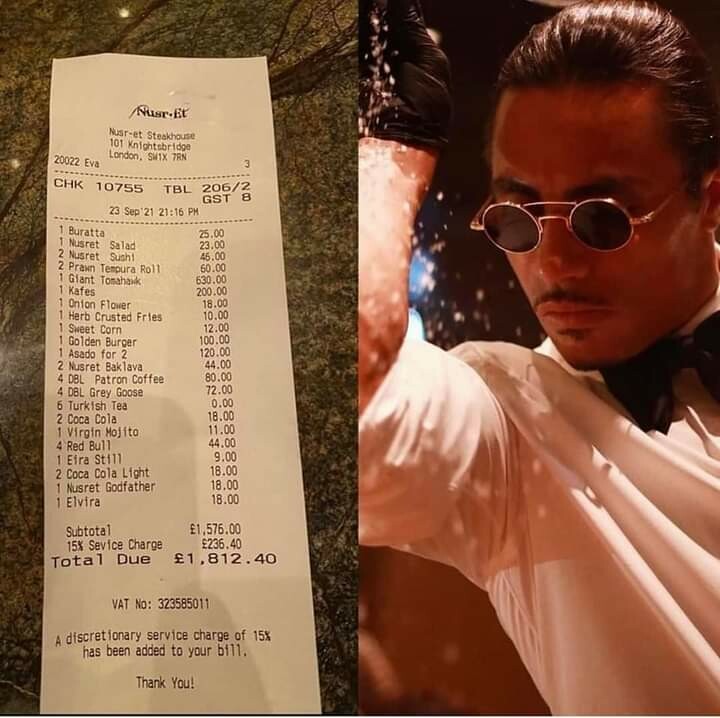 Nusr-Et
Nusr-et Steakhouse
101 Knightsbridge
London, SW1X 7RN
20022 Eva 3
CHK 10755 TBL 206/2
GST 8
23 Sep'21 21:16 PM
1 Buratta 25.00
1 Nusret Salad 23.00
2 Nusret Sushi 46.00
2 Prawn Tempura Roll 60.00
1 Giant Tomahawk 630.00
1 Kafes 200.00
1 Onion Flower 18.00
1 Herb Crusted Fries 10.00
1 Sweet Corn 12.00
1 Golden Burger 100.00
1 Asado for 2 120.00
2 Nusret Baklava 44.00
4 DBL Patron Coffee 80.00
4 DBL Grey Goose 72.00
6 Turkish Tea 0.00
2 Coca Cola 18.00
1 Virgin Mojito 11.00
4 Red Bull 44.00
1 Eira Still 9.00
2 Coca Cola Light 18.00
1 Nusret Godfather 18.00
1 Elvira 18.00
Subtotal £1,576.00
15% Sevice Charge £236.40
Total Due £1,812.40
VAT No: 323585011
A discretionary service charge of 15%
has been added to your bill.
Thank You!